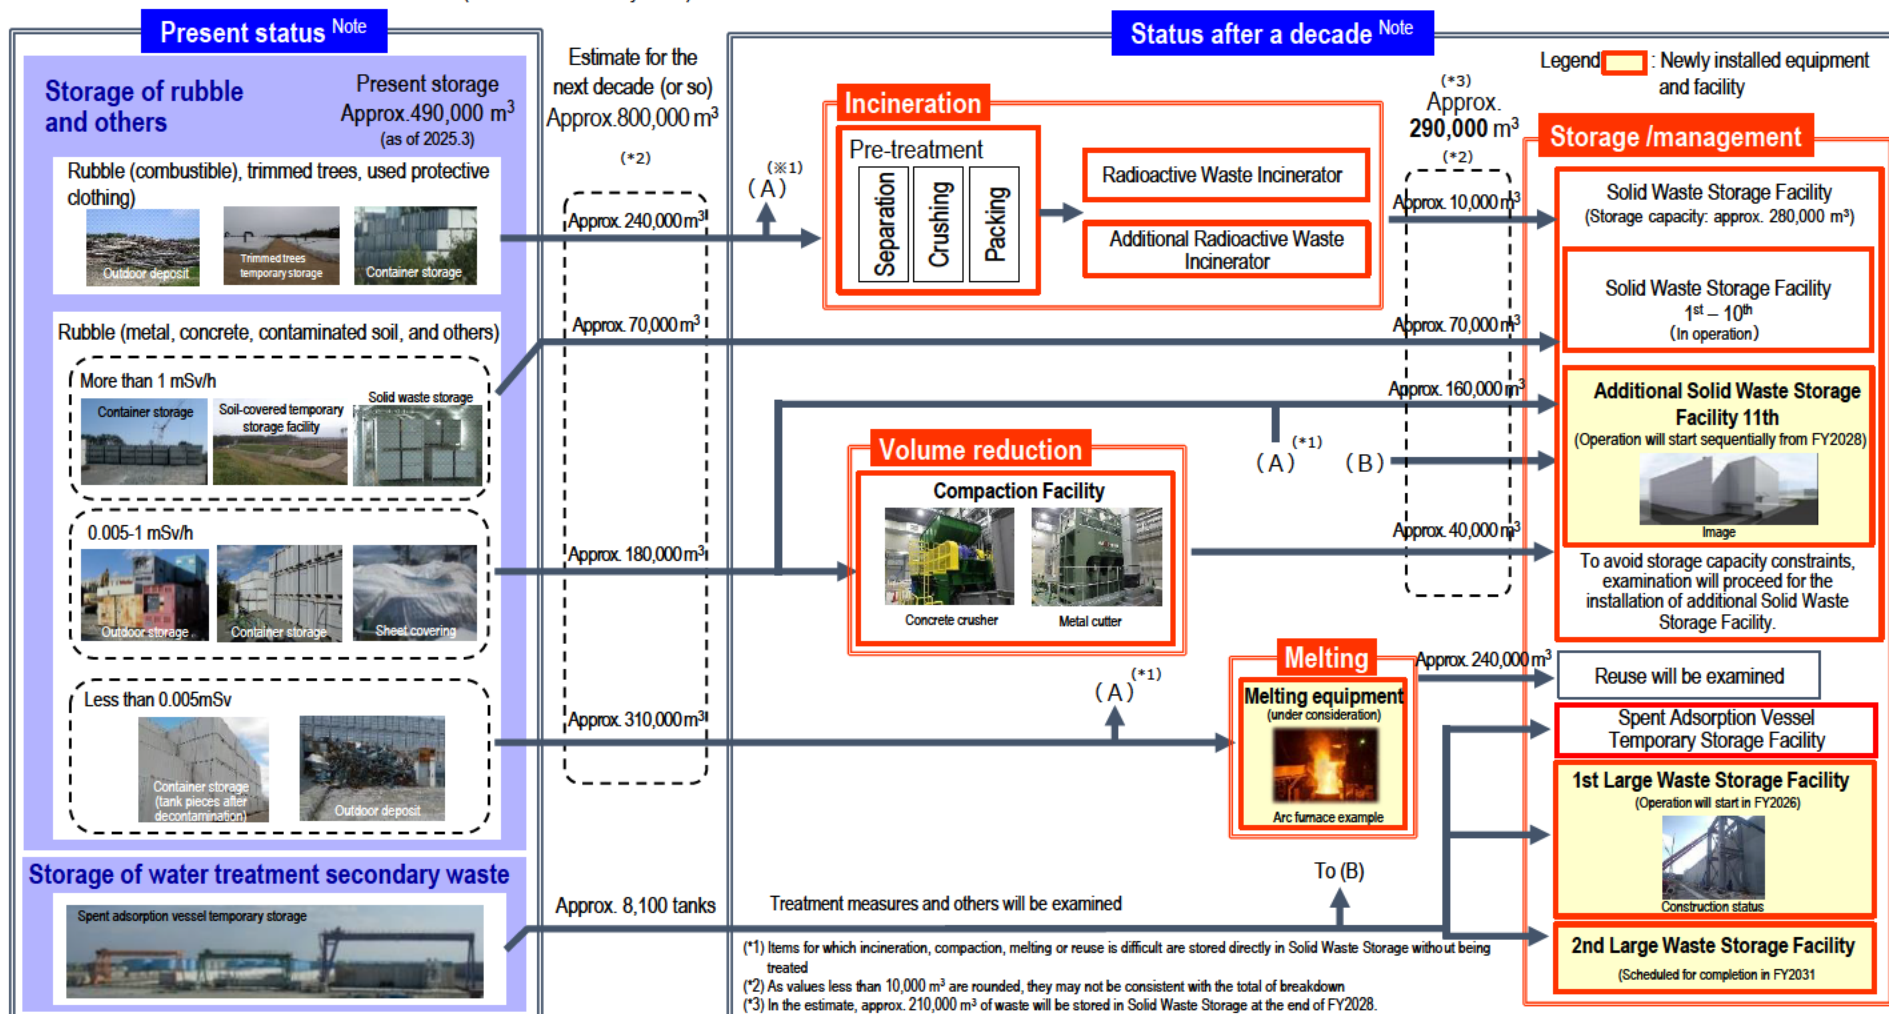 Present status Note
Storage of rubble
and others
Present storage
Approx.490,000 m³
(as of 2025.3)
Rubble (combustible), trimmed trees, used protective
clothing)
Outdoor deposit
Trimmed trees
temporary storage
Container storage
Rubble (metal, concrete, contaminated soil, and others)
More than 1 mSv/h
Container storage
Soil-covered temporary
storage facility
Solid waste storage
0.005-1 mSv/h
Outdoor storage
Container storage
Sheet covering
Less than 0.005mSv
Container storage
(tank pieces after
decontamination)
Outdoor deposit
Storage of water treatment secondary waste
Spent adsorption vessel temporary storage
Estimate for the
next decade (or so)
Approx.800,000 m³
(*2)
Approx. 240,000 m³
Approx. 70,000 m³
Approx. 180,000 m³
Approx. 310,000 m³
Approx. 8,100 tanks
Status after a decade Note
Legend : Newly installed equipment
and facility
(A) (※1)
Incineration
Pre-treatment
Separation
Crushing
Packing
Radioactive Waste Incinerator
Additional Radioactive Waste
Incinerator
(*3)
Approx.
290,000 m³
(*2)
Approx. 10,000 m³
Approx. 70,000 m³
Approx. 160,000 m³
(A) (*1)
(B)
Approx. 40,000 m³
Volume reduction
Compaction Facility
Concrete crusher
Metal cutter
(A) (*1)
Melting
Melting equipment
(under consideration)
Arc furnace example
Approx. 240,000 m³
To (B)
Treatment measures and others will be examined
Storage /management
Solid Waste Storage Facility
(Storage capacity: approx. 280,000 m³)
Solid Waste Storage Facility
1st – 10th
(In operation)
Additional Solid Waste Storage
Facility 11th
(Operation will start sequentially from FY2028)
Image
To avoid storage capacity constraints,
examination will proceed for the
installation of additional Solid Waste
Storage Facility.
Reuse will be examined
Spent Adsorption Vessel
Temporary Storage Facility
1st Large Waste Storage Facility
(Operation will start in FY2026)
Construction status
2nd Large Waste Storage Facility
(Scheduled for completion in FY2031
(*1) Items for which incineration, compaction, melting or reuse is difficult are stored directly in Solid Waste Storage without being
treated
(*2) As values less than 10,000 m³ are rounded, they may not be consistent with the total of breakdown
(*3) In the estimate, approx. 210,000 m³ of waste will be stored in Solid Waste Storage at the end of FY2028.